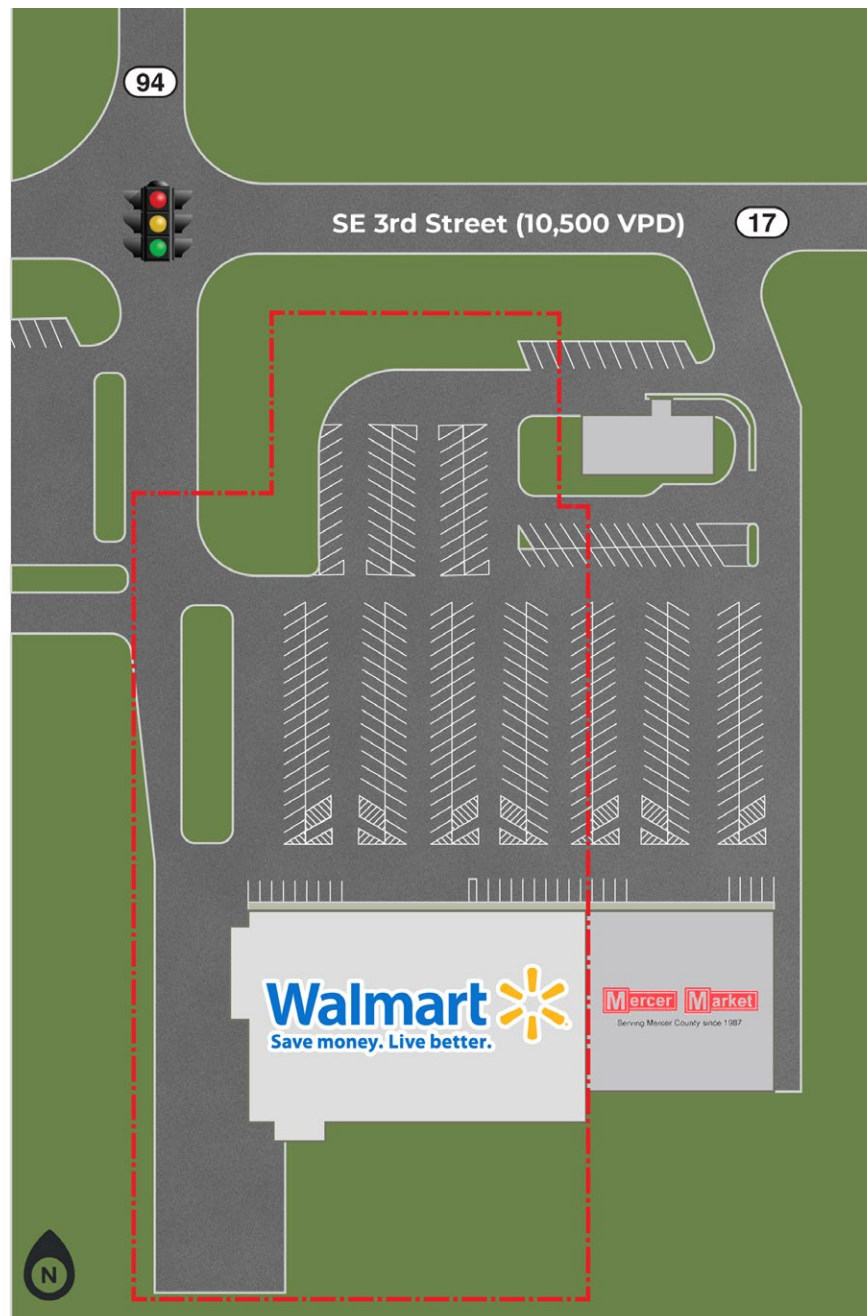 94
SE 3rd Street (10,500 VPD)
17
Walmart
Save money. Live better.
Mercer Market
Serving Mercer County since 1987
N